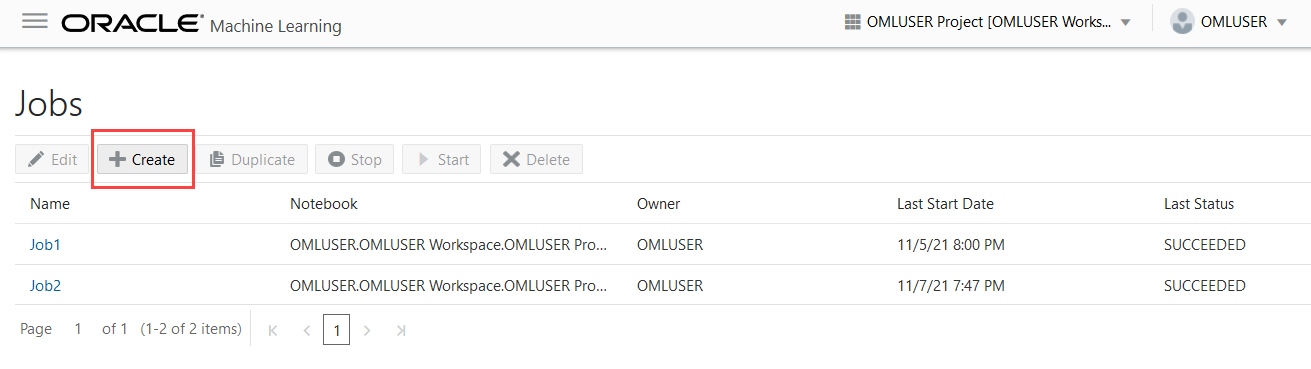 ORACLE Machine Learning OMLUSER Project [OMLUSER Works... OMLUSER
Jobs
Edit Create Duplicate Stop Start Delete
Name Notebook Owner Last Start Date Last Status
Job1 OMLUSER.OMLUSER Workspace.OMLUSER Pro... OMLUSER 11/5/21 8:00 PM SUCCEEDED
Job2 OMLUSER.OMLUSER Workspace.OMLUSER Pro... OMLUSER 11/7/21 7:47 PM SUCCEEDED
Page 1 of 1 (1-2 of 2 items) 1